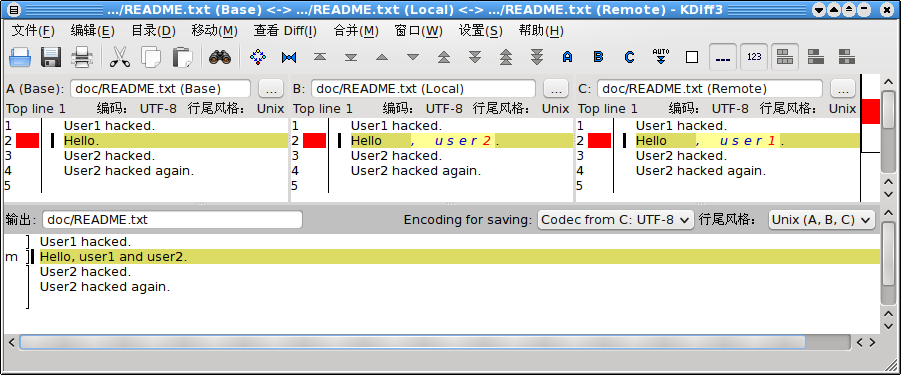 .../README.txt (Base) <-> .../README.txt (Local) <-> .../README.txt (Remote) - KDiff3
文件(F) 编辑(E) 目录(D) 移动(M) 查看 Diff(I) 合并(M) 窗口(W) 设置(S) 帮助(H)
A B C AUTO 123
A (Base): doc/README.txt (Base) ... B: doc/README.txt (Local) ... C: doc/README.txt (Remote) ...
Top line 1 编码: UTF-8 行尾风格: Unix Top line 1 编码: UTF-8 行尾风格: Unix Top line 1 编码: UTF-8 行尾风格: Unix
1 User1 hacked. 1 User1 hacked. 1 User1 hacked.
2 Hello. 2 Hello , user2. 2 Hello , user1.
3 User2 hacked. 3 User2 hacked. 3 User2 hacked.
4 User2 hacked again. 4 User2 hacked again. 4 User2 hacked again.
5 5 5
输出: doc/README.txt Encoding for saving: Codec from C: UTF-8 行尾风格: Unix (A, B, C)
User1 hacked.
m Hello, user1 and user2.
User2 hacked.
User2 hacked again.